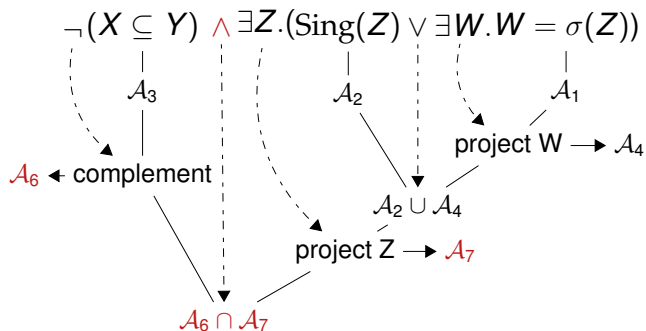 ¬(X ⊆ Y) ∧ ∃Z.(Sing(Z) ∨ ∃W.W = σ(Z))
𝒜₃ 𝒜₂ 𝒜₁
project W 𝒜₄
𝒜₆ complement
𝒜₂ ∪ 𝒜₄
project Z 𝒜₇
𝒜₆ ∩ 𝒜₇